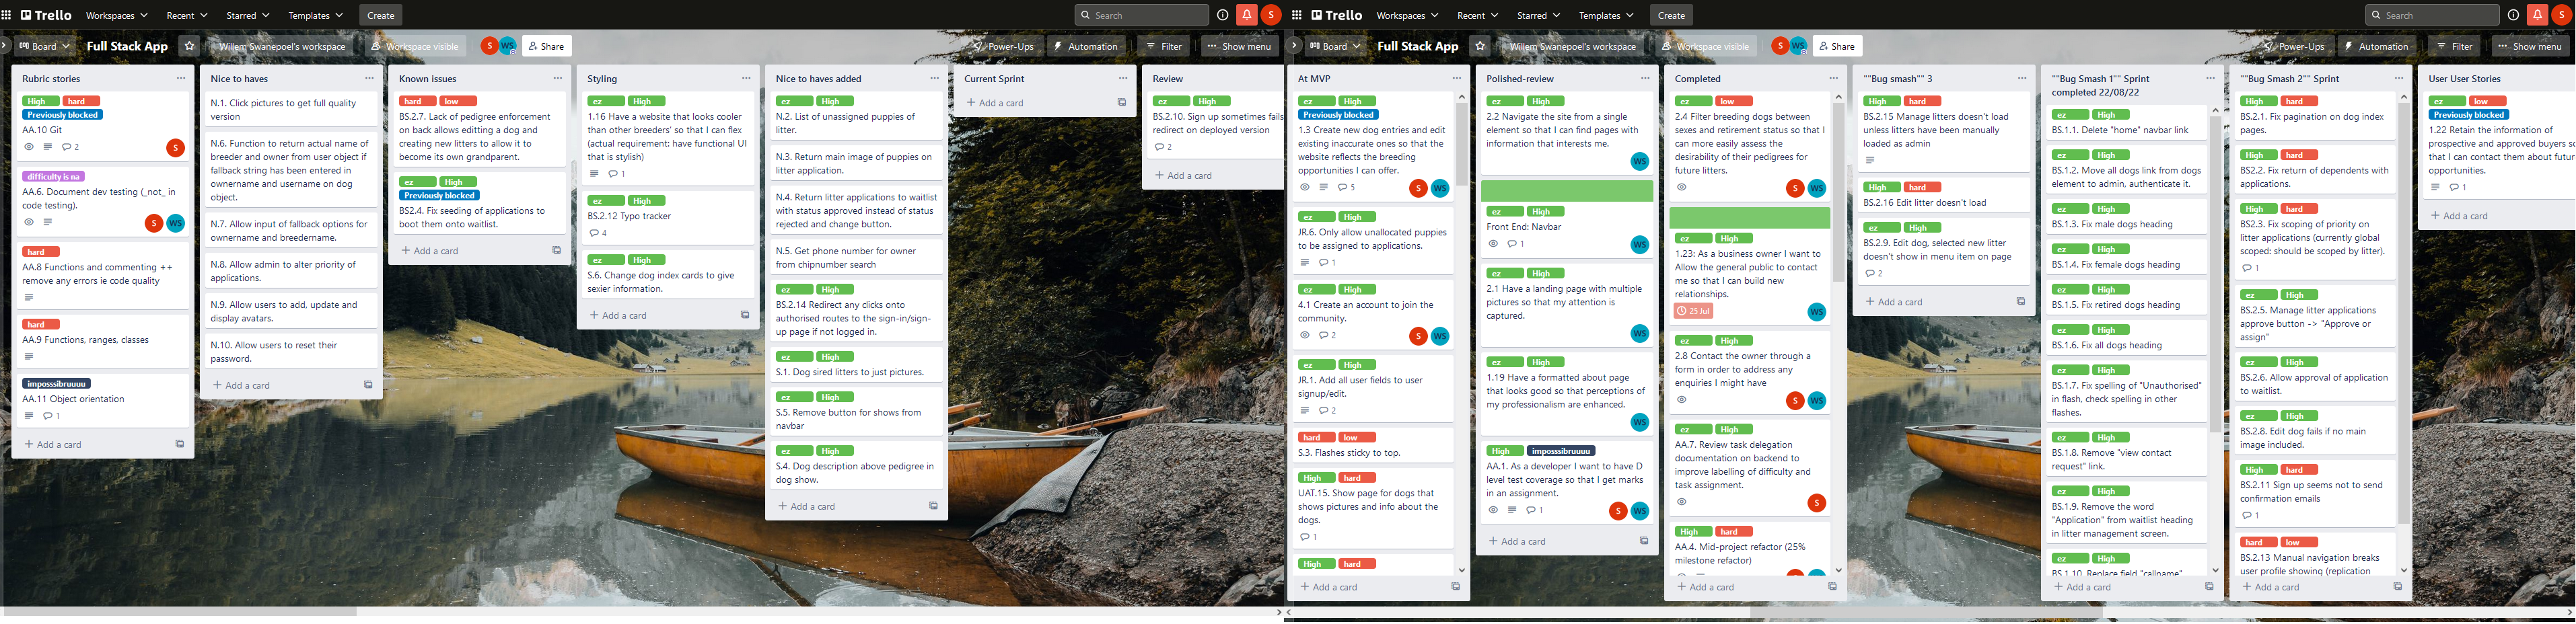 Trello Workspaces Recent Starred Templates Create Search S
Board Full Stack App Willem Swanepoel's workspace Workspace visible S WS Share Power-Ups Automation Filter Show menu
Rubric stories
High hard
Previously blocked
AA.10 Git
2 S
difficulty is na
AA.6. Document dev testing (_not_ in
code testing).
S WS
hard
AA.8 Functions and commenting ++
remove any errors ie code quality
hard
AA.9 Functions, ranges, classes
impossibruuuu
AA.11 Object orientation
1
+ Add a card
Nice to haves
N.1. Click pictures to get full quality
version
N.6. Function to return actual name of
breeder and owner from user object if
fallback string has been entered in
ownername and username on dog
object.
N.7. Allow input of fallback options for
ownername and breedername.
N.8. Allow admin to alter priority of
applications.
N.9. Allow users to add, update and
display avatars.
N.10. Allow users to reset their
password.
+ Add a card
Known issues
hard low
BS.2.7. Lack of pedigree enforcement
on back allows editting a dog and
creating new litters to allow it to
become its own grandparent.
ez High
Previously blocked
BS2.4. Fix seeding of applications to
boot them onto waitlist.
+ Add a card
Styling
ez High
1.16 Have a website that looks cooler
than other breeders' so that I can flex
(actual requirement: have functional UI
that is stylish)
1
ez High
BS.2.12 Typo tracker
4
ez High
S.6. Change dog index cards to give
sexier information.
+ Add a card
Nice to haves added
ez High
N.2. List of unassigned puppies of
litter.
N.3. Return main image of puppies on
litter application.
N.4. Return litter applications to waitlist
with status approved instead of status
rejected and change button.
N.5. Get phone number for owner
from chipnumber search
ez High
BS.2.14 Redirect any clicks onto
authorised routes to the sign-in/sign-
up page if not logged in.
ez High
S.1. Dog sired litters to just pictures.
ez High
S.5. Remove button for shows from
navbar
ez High
S.4. Dog description above pedigree in
dog show.
+ Add a card
Current Sprint
+ Add a card
Review
ez High
BS.2.10. Sign up sometimes fails
redirect on deployed version
2
+ Add a card
Trello Workspaces Recent Starred Templates Create Search S
Board Full Stack App Willem Swanepoel's workspace Workspace visible S WS Share Power-Ups Automation Filter Show menu
At MVP
ez High
Previously blocked
1.3 Create new dog entries and edit
existing inaccurate ones so that the
website reflects the breeding
opportunities I can offer.
5 S WS
ez High
JR.6. Only allow unallocated puppies
to be assigned to applications.
1
ez High
4.1 Create an account to join the
community.
2 S WS
ez High
JR.1. Add all user fields to user
signup/edit.
2
hard low
S.3. Flashes sticky to top.
High hard
UAT.15. Show page for dogs that
shows pictures and info about the
dogs.
1
High hard
+ Add a card
Polished-review
ez High
2.2 Navigate the site from a single
element so that I can find pages with
information that interests me.
WS
ez High
Front End: Navbar
1 WS
ez High
2.1 Have a landing page with multiple
pictures so that my attention is
captured.
WS
ez High
1.19 Have a formatted about page
that looks good so that perceptions of
my professionalism are enhanced.
WS
High impossibruuuu
AA.1. As a developer I want to have D
level test coverage so that I get marks
in an assignment.
1 S WS
+ Add a card
Completed
ez low
2.4 Filter breeding dogs between
sexes and retirement status so that I
can more easily assess the
desirability of their pedigrees for
future litters.
S WS
ez High
1.23: As a business owner I want to
Allow the general public to contact
me so that I can build new
relationships.
25 Jul WS
ez High
2.8 Contact the owner through a
form in order to address any
enquiries I might have
S WS
ez High
AA.7. Review task delegation
documentation on backend to
improve labelling of difficulty and
task assignment.
S
High hard
AA.4. Mid-project refactor (25%
milestone refactor)
+ Add a card
""Bug smash"" 3
High hard
BS.2.15 Manage litters doesn't load
unless litters have been manually
loaded as admin
High hard
BS.2.16 Edit litter doesn't load
ez High
BS.2.9. Edit dog, selected new litter
doesn't show in menu item on page
2
+ Add a card
""Bug Smash 1"" Sprint
completed 22/08/22
ez High
BS.1.1. Delete "home" navbar link
ez High
BS.1.2. Move all dogs link from dogs
element to admin, authenticate it.
ez High
BS.1.3. Fix male dogs heading
ez High
BS.1.4. Fix female dogs heading
ez High
BS.1.5. Fix retired dogs heading
ez High
BS.1.6. Fix all dogs heading
ez High
BS.1.7. Fix spelling of "Unauthorised"
in flash, check spelling in other
flashes.
ez High
BS.1.8. Remove "view contact
request" link.
ez High
BS.1.9. Remove the word
"Application" from waitlist heading
in litter management screen.
ez High
BS.1.10. Replace field "callname"
+ Add a card
""Bug Smash 2"" Sprint
High hard
BS.2.1. Fix pagination on dog index
pages.
High hard
BS.2.2. Fix return of dependents with
applications.
High hard
BS2.3. Fix scoping of priority on
litter applications (currently global
scoped: should be scoped by litter).
1
ez High
BS.2.5. Manage litter applications
approve button -> "Approve or
assign"
ez High
BS.2.6. Allow approval of application
to waitlist.
ez High
BS.2.8. Edit dog fails if no main
image included.
High hard
BS.2.11 Sign up seems not to send
confirmation emails
1
hard low
BS.2.13 Manual navigation breaks
user profile showing (replication
+ Add a card
User User Stories
ez low
Previously blocked
1.22 Retain the information of
prospective and approved buyers so
that I can contact them about future
opportunities.
1
+ Add a card